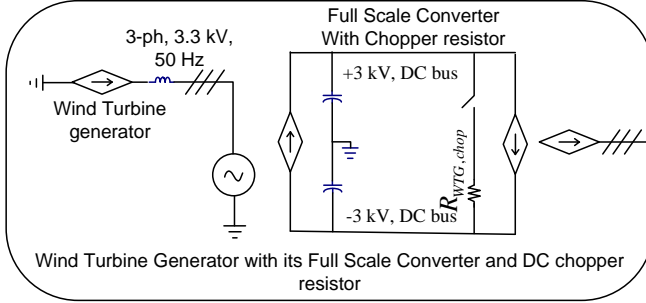 Full Scale Converter
With Chopper resistor
3-ph, 3.3 kV,
50 Hz
Wind Turbine
generator
+3 kV, DC bus
R_WTG,chop
-3 kV, DC bus
Wind Turbine Generator with its Full Scale Converter and DC chopper
resistor